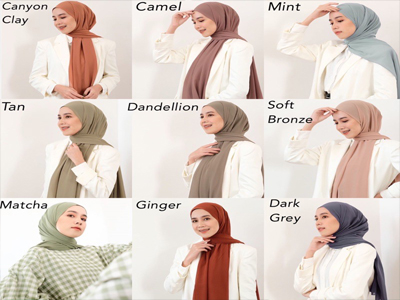 Canyon
Clay
Camel
Mint
Tan
Dandellion
Soft
Bronze
Matcha
Ginger
Dark
Grey